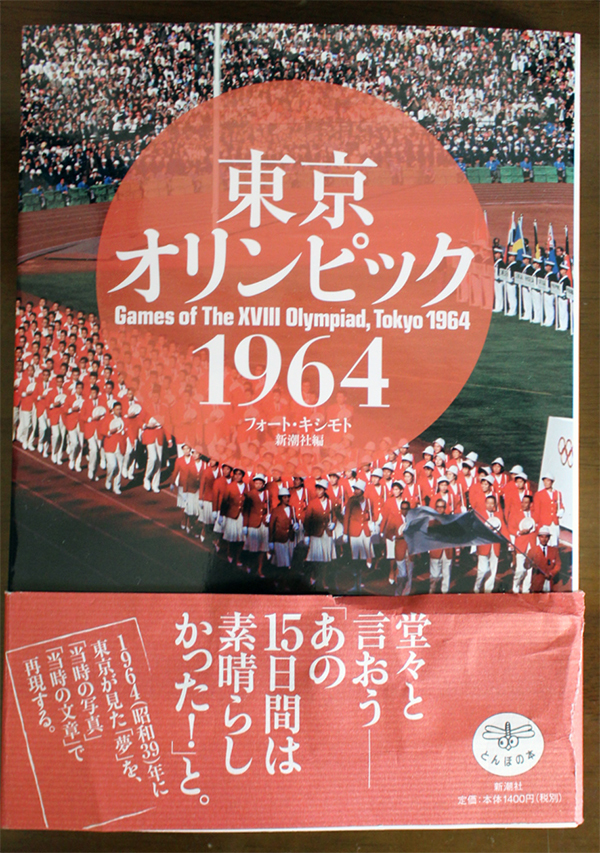 東京
オリンピック
Games of The XVIII Olympiad, Tokyo 1964
1964
フォート・キシモト
新潮社編
堂々と
言おう――
「あの
15日間は
素晴らし
かった!」と。
1964(昭和39)年に
東京が見た「夢」を、
「当時の写真」
「当時の文章」で
再現する。
とんぼの本
新潮社
定価:本体1400円(税別)